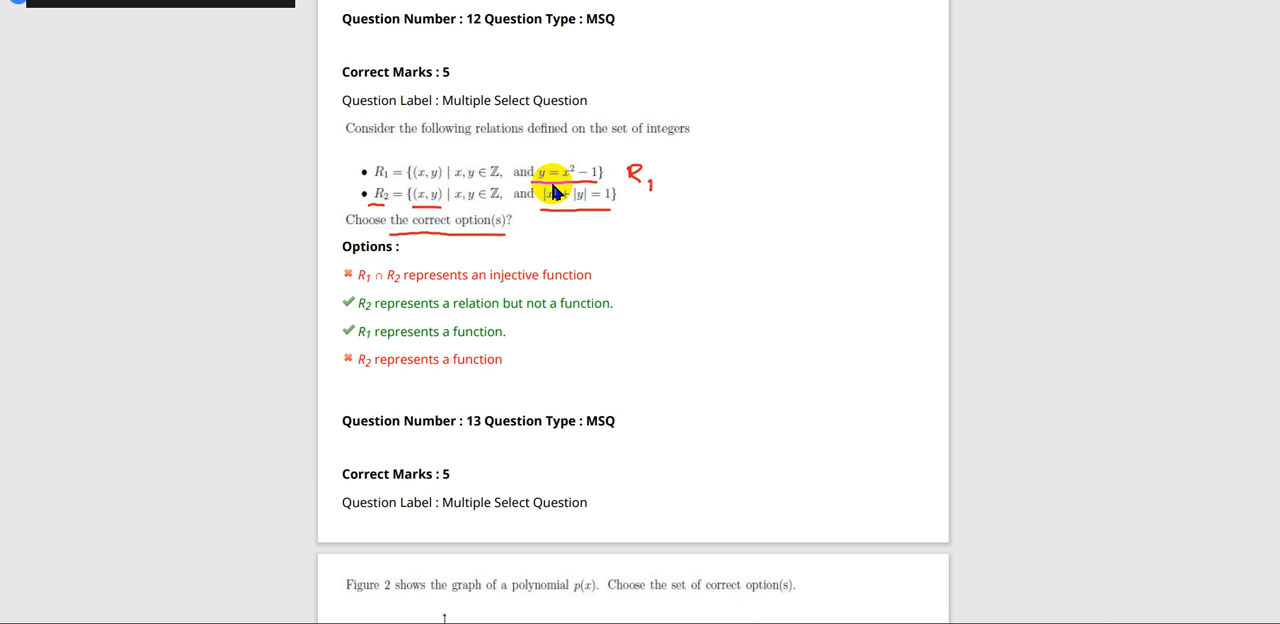 Question Number : 12 Question Type : MSQ
Correct Marks : 5
Question Label : Multiple Select Question
Consider the following relations defined on the set of integers
• R₁ = {(x, y) | x, y ∈ ℤ, and y = x² − 1} R₁
• R₂ = {(x, y) | x, y ∈ ℤ, and |y| = 1}
Choose the correct option(s)?
Options :
✖ R₁ ∩ R₂ represents an injective function
✔ R₂ represents a relation but not a function.
✔ R₁ represents a function.
✖ R₂ represents a function
Question Number : 13 Question Type : MSQ
Correct Marks : 5
Question Label : Multiple Select Question
Figure 2 shows the graph of a polynomial p(x). Choose the set of correct option(s).